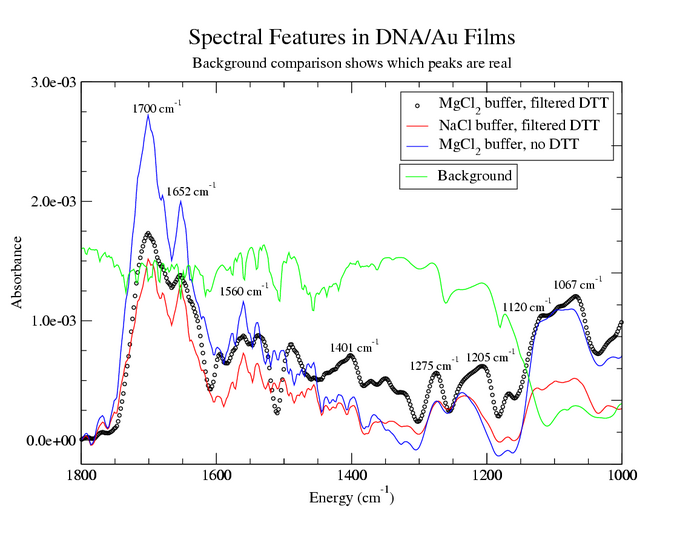 Spectral Features in DNA/Au Films
Background comparison shows which peaks are real
3.0e-03
2.0e-03
1.0e-03
0.0e+00
Absorbance
MgCl2 buffer, filtered DTT
NaCl buffer, filtered DTT
MgCl2 buffer, no DTT
Background
1700 cm-1
1652 cm-1
1560 cm-1
1401 cm-1
1275 cm-1
1205 cm-1
1120 cm-1
1067 cm-1
1800 1600 1400 1200 1000
Energy (cm-1)